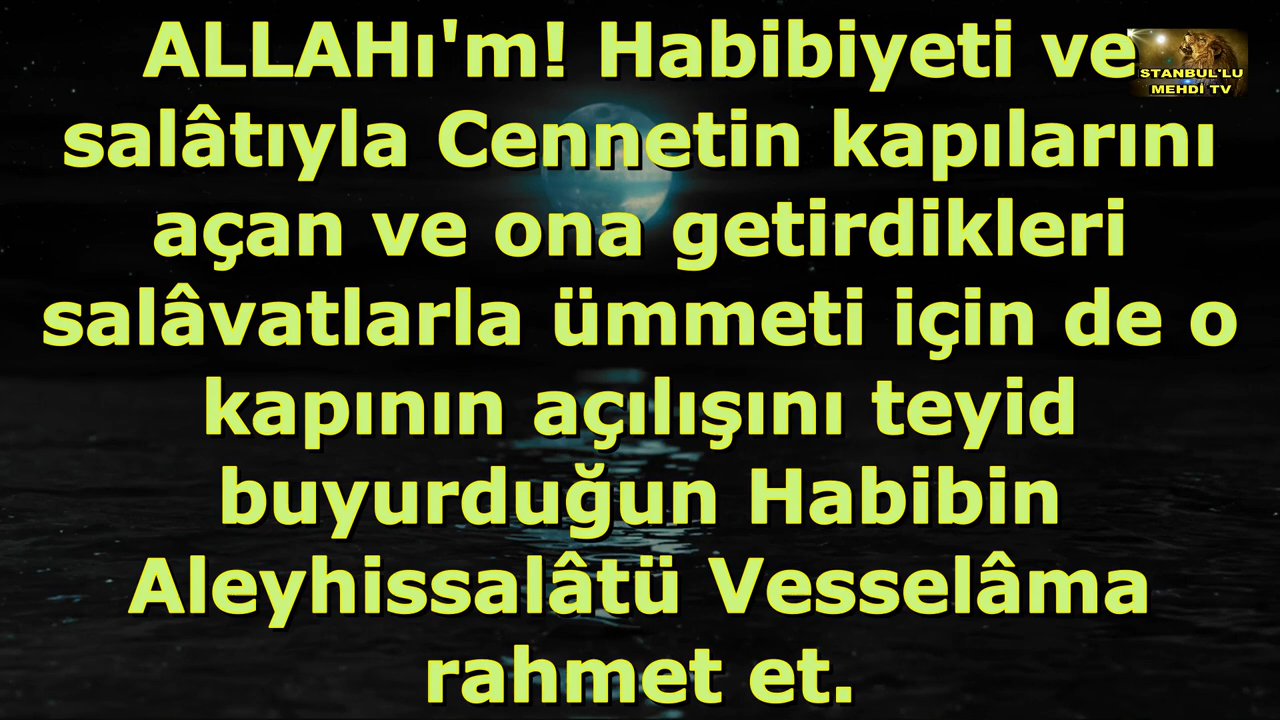 ALLAHı'm! Habibiyeti ve
STANBUL'LU
MEHDİ TV
salâtıyla Cennetin kapılarını
açan ve ona getirdikleri
salâvatlarla ümmeti için de o
kapının açılışını teyid
buyurduğun Habibin
Aleyhissalâtü Vesselâma
rahmet et.